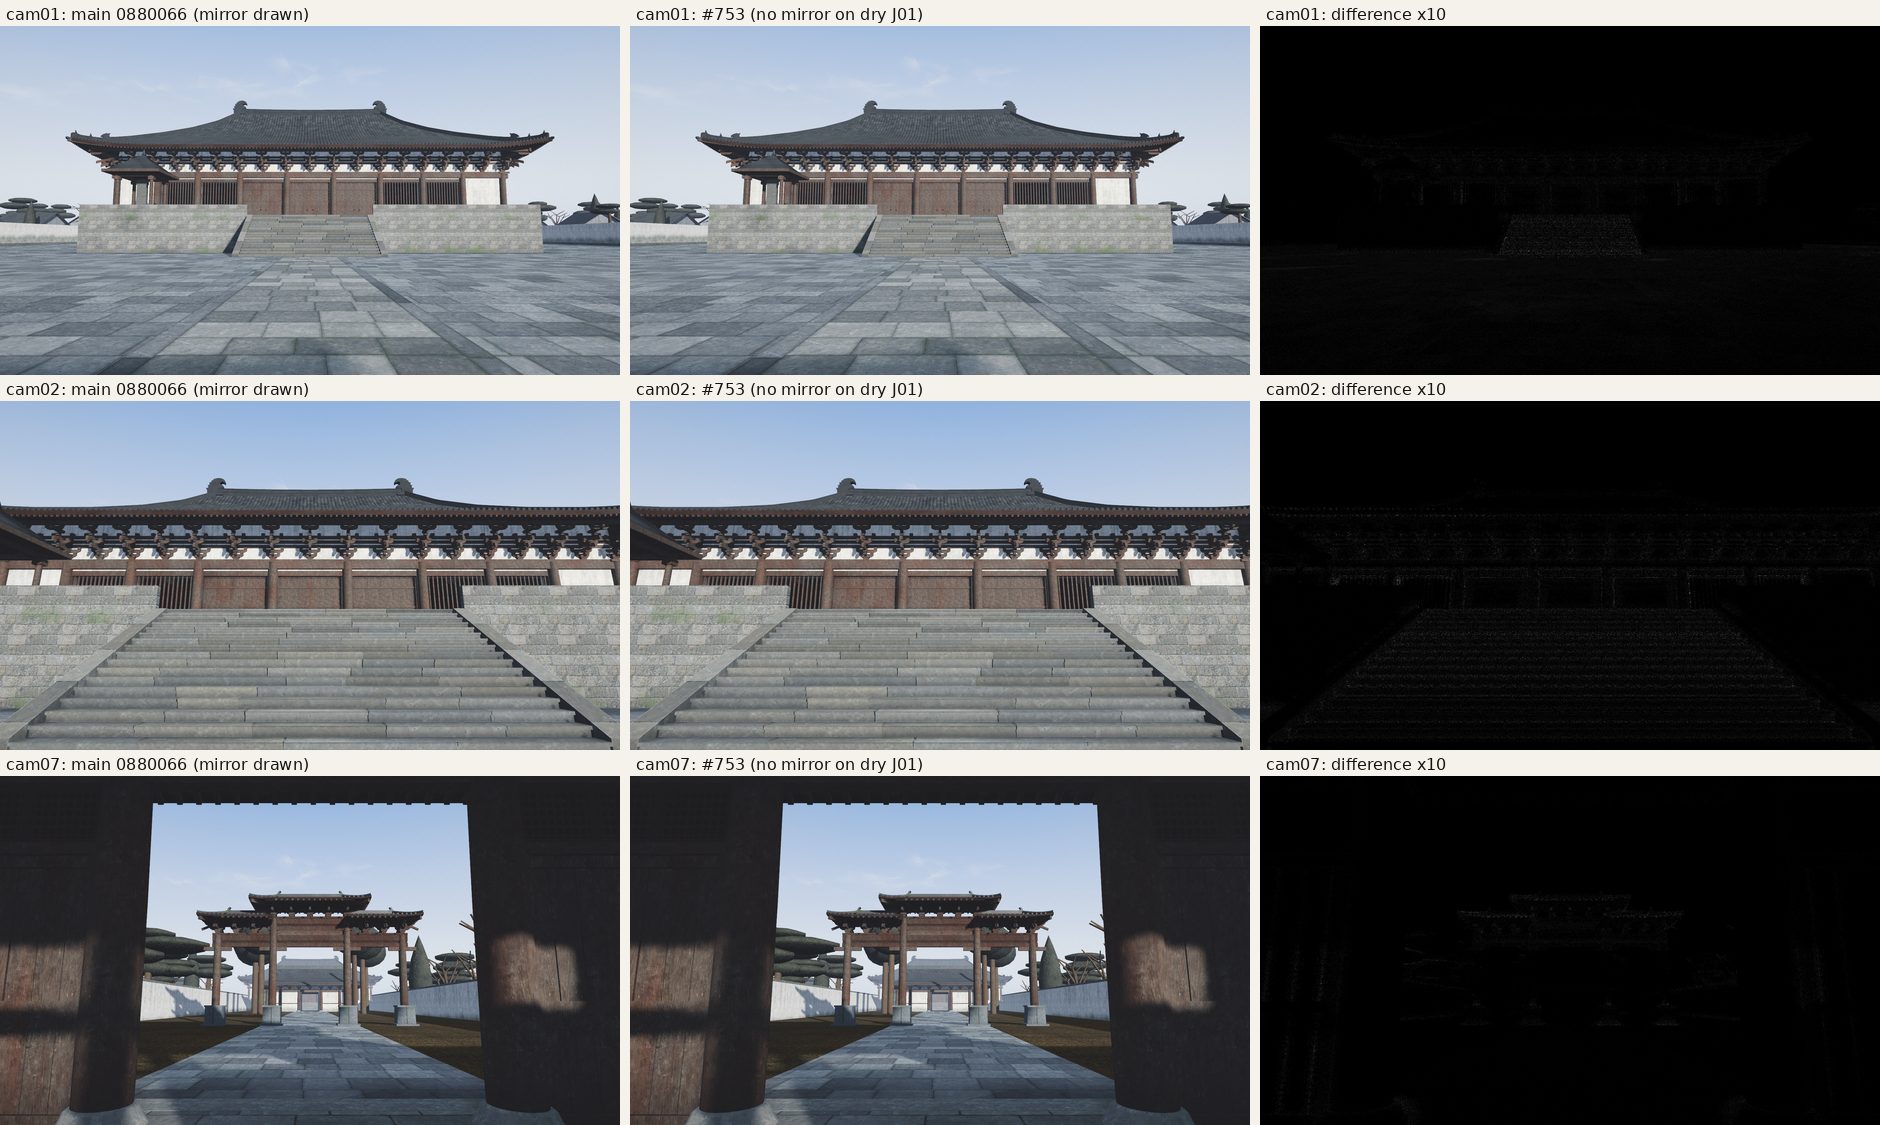 cam01: main 0880066 (mirror drawn)
cam01: #753 (no mirror on dry J01)
cam01: difference x10
cam02: main 0880066 (mirror drawn)
cam02: #753 (no mirror on dry J01)
cam02: difference x10
cam07: main 0880066 (mirror drawn)
cam07: #753 (no mirror on dry J01)
cam07: difference x10